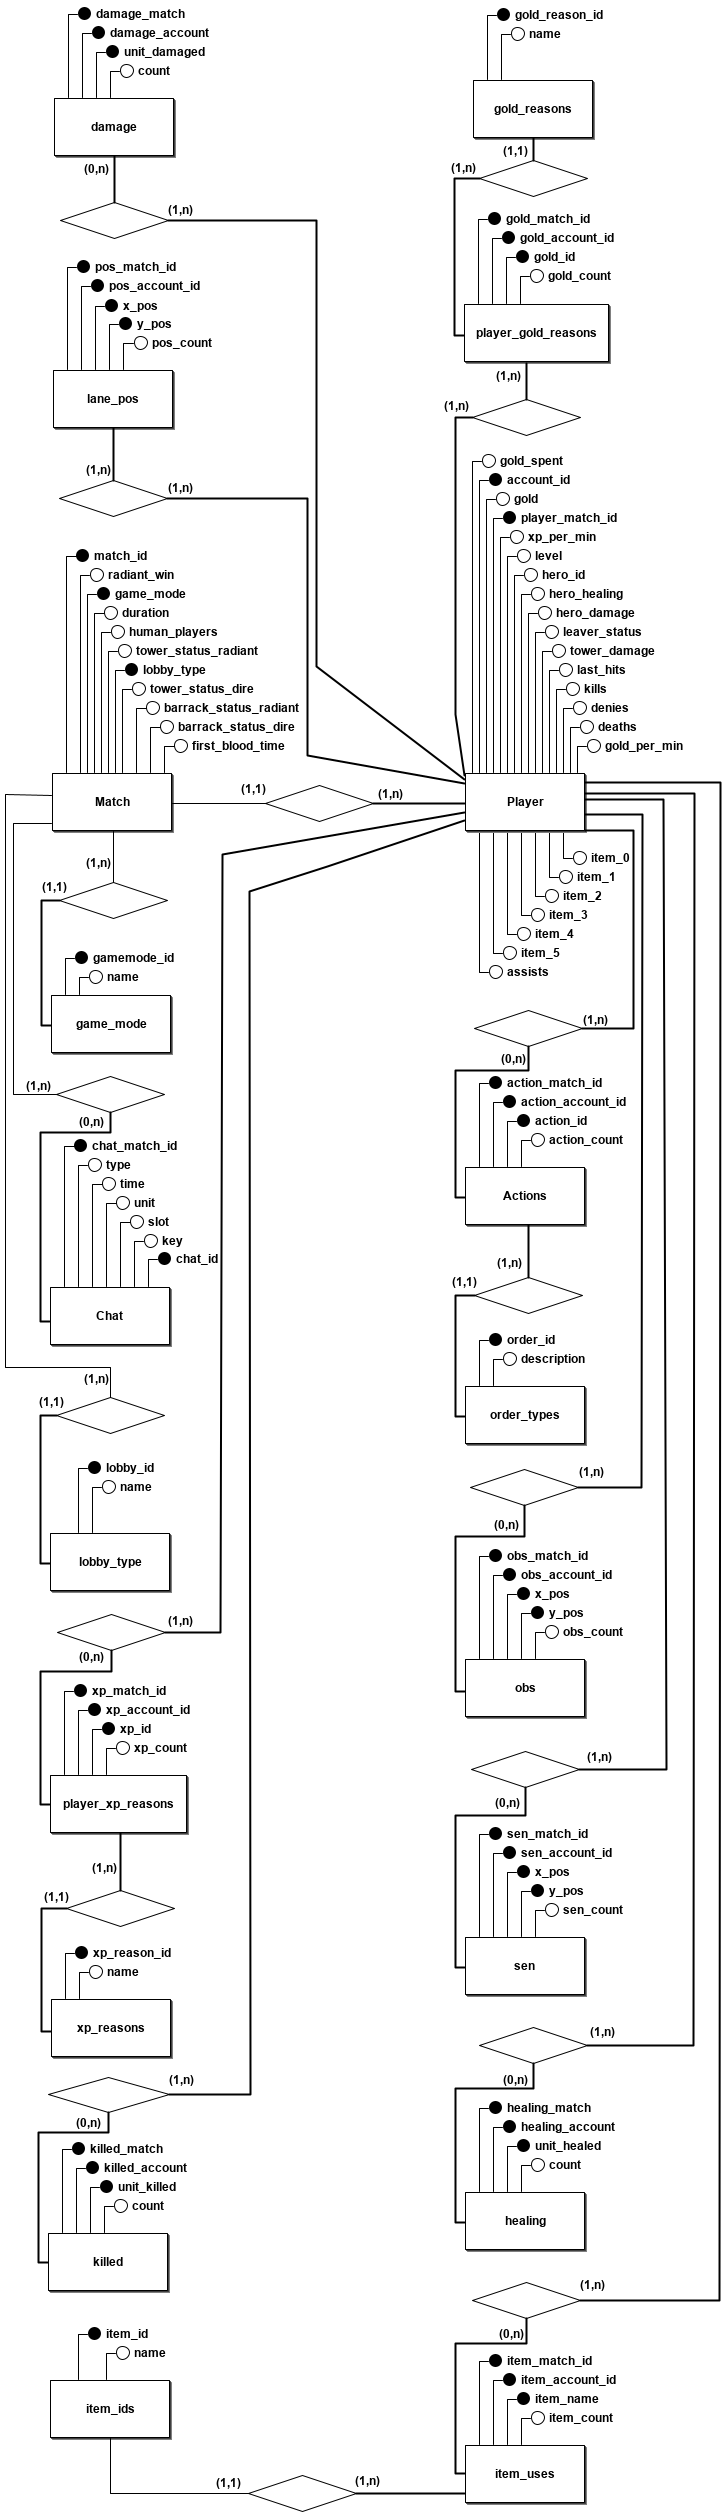 damage_match
damage_account
unit_damaged
count
damage
(0,n)
(1,n)
gold_reason_id
name
gold_reasons
(1,1)
(1,n)
gold_match_id
gold_account_id
gold_id
gold_count
player_gold_reasons
(1,n)
(1,n)
pos_match_id
pos_account_id
x_pos
y_pos
pos_count
lane_pos
(1,n)
(1,n)
match_id
radiant_win
game_mode
duration
human_players
tower_status_radiant
lobby_type
tower_status_dire
barrack_status_radiant
barrack_status_dire
first_blood_time
Match
(1,1)
(1,n)
gold_spent
account_id
gold
player_match_id
xp_per_min
level
hero_id
hero_healing
hero_damage
leaver_status
tower_damage
last_hits
kills
denies
deaths
gold_per_min
Player
item_0
item_1
item_2
item_3
item_4
item_5
assists
(1,n)
(1,1)
gamemode_id
name
game_mode
(1,n)
(0,n)
chat_match_id
type
time
unit
slot
key
chat_id
Chat
(1,n)
(1,1)
lobby_id
name
lobby_type
(1,n)
(0,n)
xp_match_id
xp_account_id
xp_id
xp_count
player_xp_reasons
(1,n)
(1,1)
xp_reason_id
name
xp_reasons
(1,n)
(0,n)
killed_match
killed_account
unit_killed
count
killed
item_id
name
item_ids
(1,1)
(1,n)
(1,n)
(0,n)
action_match_id
action_account_id
action_id
action_count
Actions
(1,n)
(1,1)
order_id
description
order_types
(1,n)
(0,n)
obs_match_id
obs_account_id
x_pos
y_pos
obs_count
obs
(1,n)
(0,n)
sen_match_id
sen_account_id
x_pos
y_pos
sen_count
sen
(1,n)
(0,n)
healing_match
healing_account
unit_healed
count
healing
(1,n)
(0,n)
item_match_id
item_account_id
item_name
item_count
item_uses